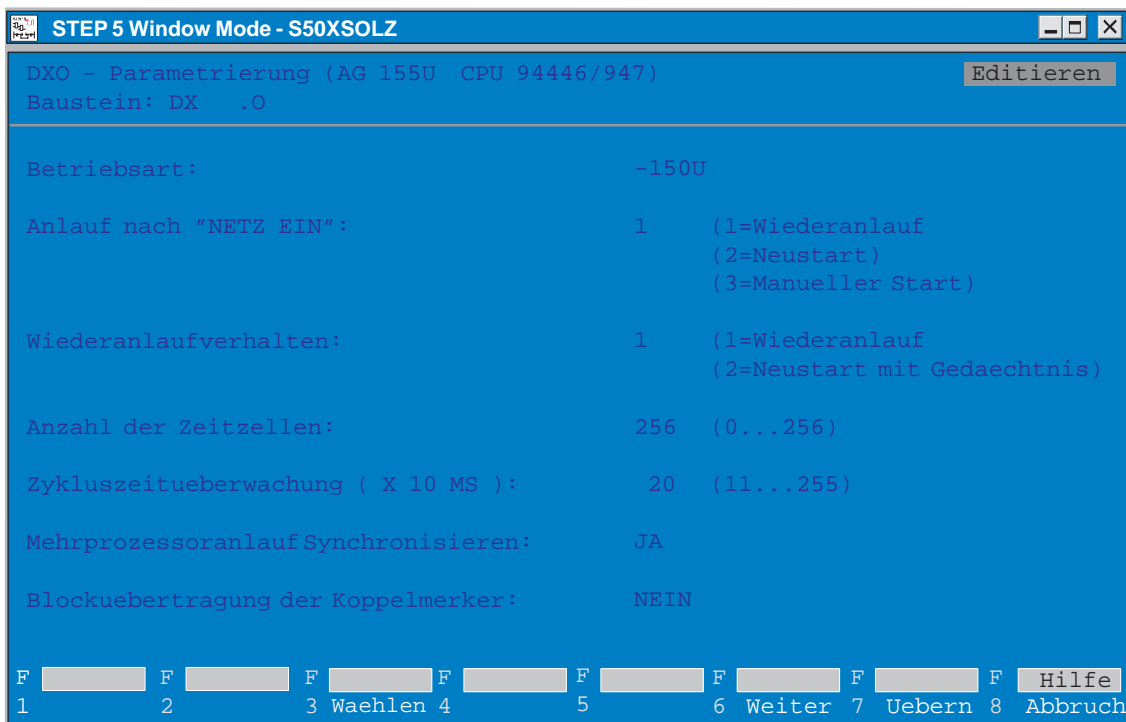 STEP 5 Window Mode - S50XSOLZ
DXO - Parametrierung (AG 155U CPU 94446/947) Editieren
Baustein: DX .O
Betriebsart: -150U
Anlauf nach "NETZ EIN": 1 (1=Wiederanlauf
(2=Neustart)
(3=Manueller Start)
Wiederanlaufverhalten: 1 (1=Wiederanlauf
(2=Neustart mit Gedaechtnis)
Anzahl der Zeitzellen: 256 (0...256)
Zykluszeitueberwachung ( X 10 MS ): 20 (11...255)
Mehrprozessoranlauf Synchronisieren: JA
Blockuebertragung der Koppelmerker: NEIN
F F F F F F F F Hilfe
1 2 3 Waehlen 4 5 6 Weiter 7 Uebern 8 Abbruch